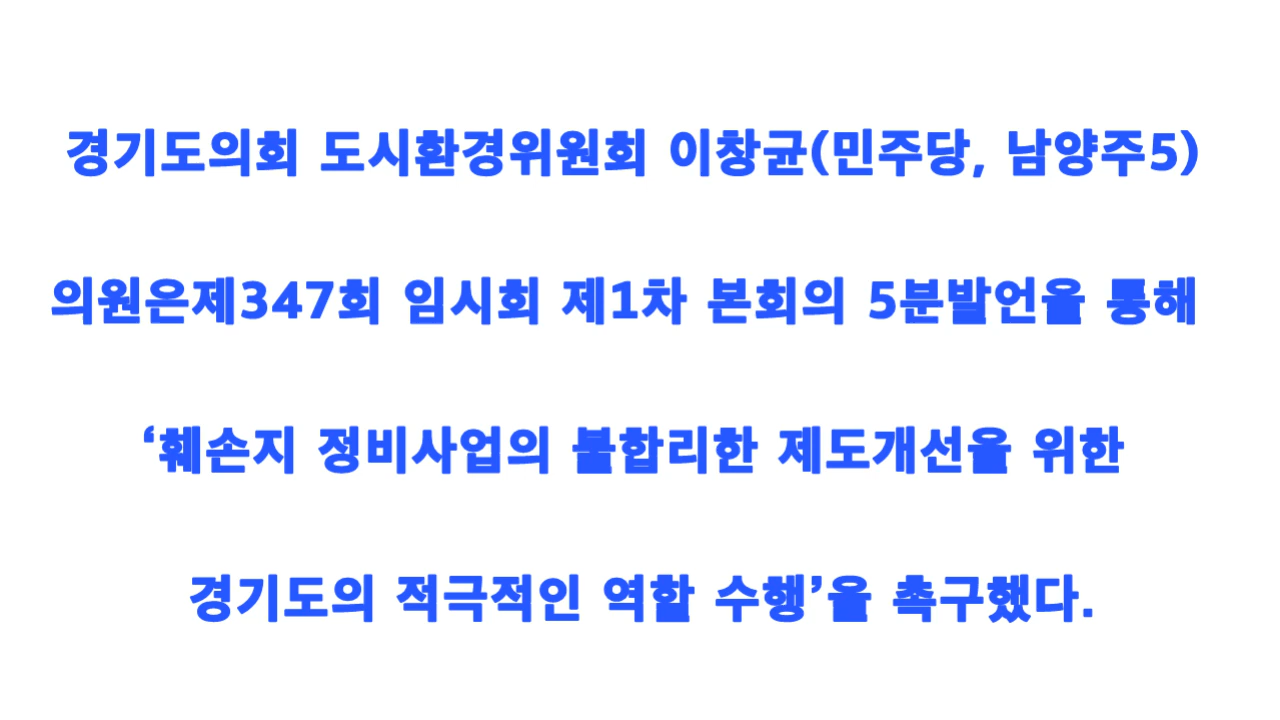 경기도의회 도시환경위원회 이창균(민주당, 남양주5)
의원은제347회 임시회 제1차 본회의 5분발언을 통해
‘훼손지 정비사업의 불합리한 제도개선을 위한
경기도의 적극적인 역할 수행’을 촉구했다.